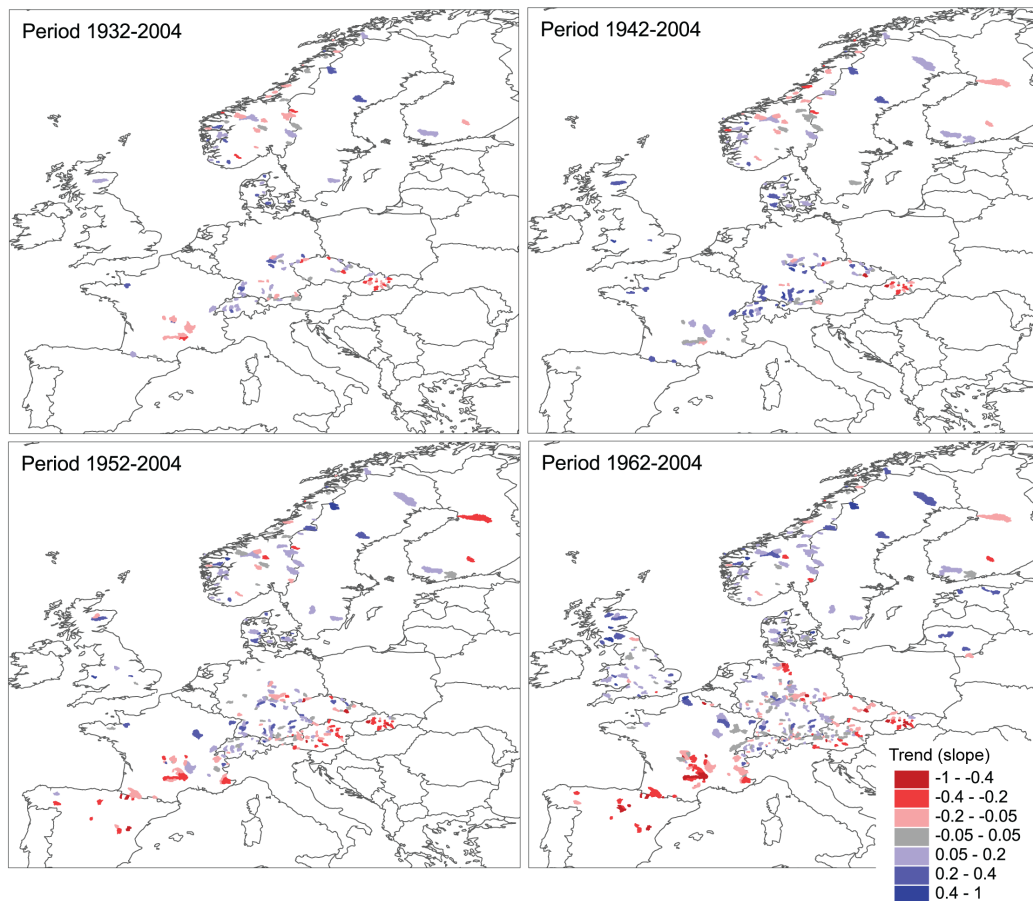 Period 1932-2004
Period 1942-2004
Period 1952-2004
Period 1962-2004
Trend (slope)
-1 - -0.4
-0.4 - -0.2
-0.2 - -0.05
-0.05 - 0.05
0.05 - 0.2
0.2 - 0.4
0.4 - 1